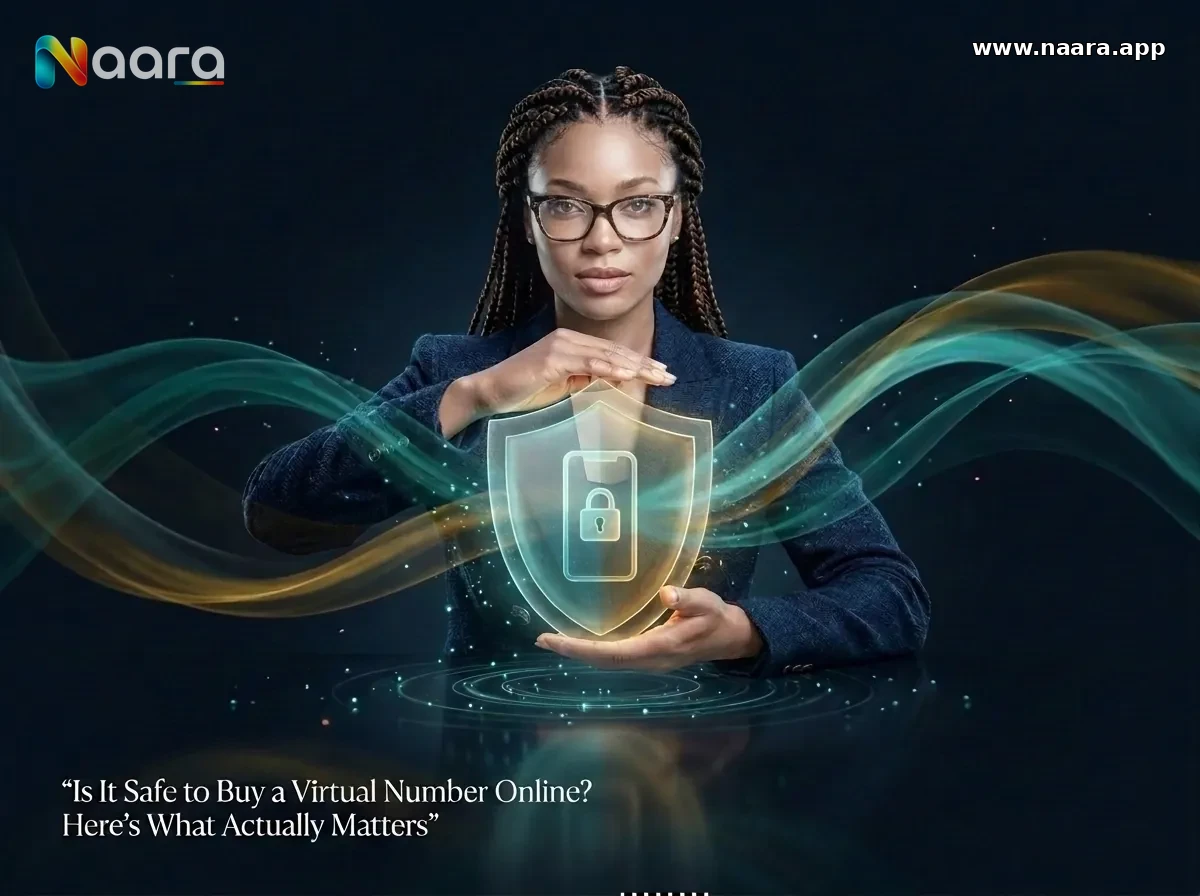 Naara
www.naara.app
“Is It Safe to Buy a Virtual Number Online?
Here’s What Actually Matters”